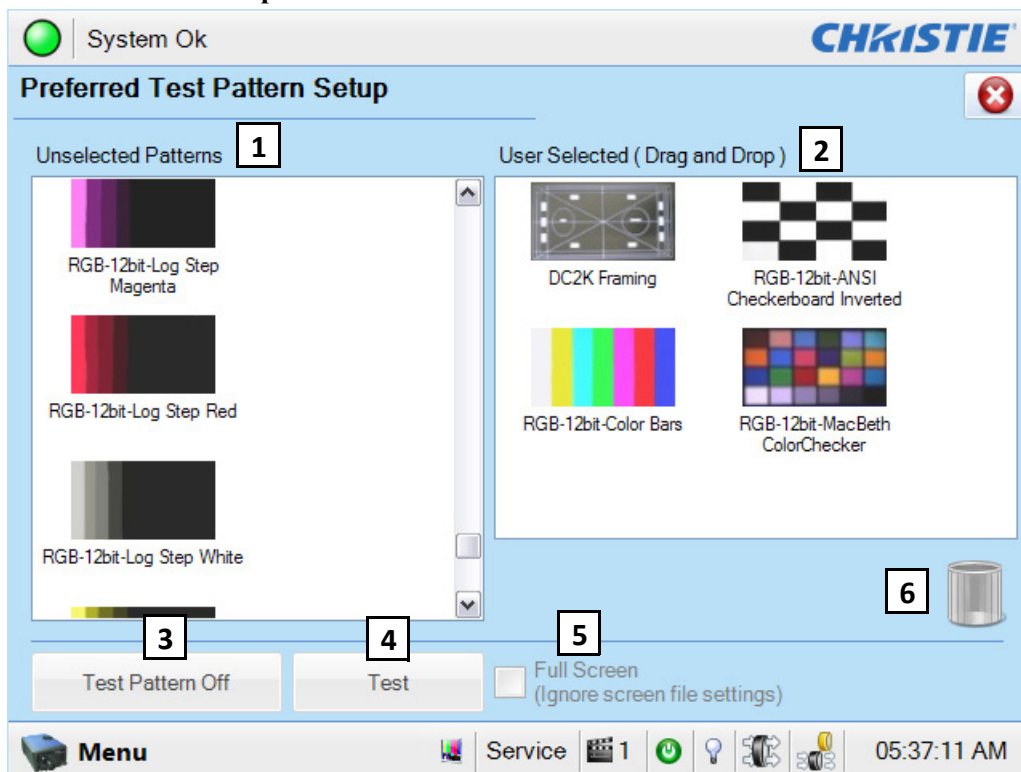 System Ok
CHRISTIE
Preferred Test Pattern Setup
Unselected Patterns
1
User Selected ( Drag and Drop )
2
RGB-12bit-Log Step
Magenta
RGB-12bit-Log Step Red
RGB-12bit-Log Step White
DC2K Framing
RGB-12bit-ANSI
Checkerboard Inverted
RGB-12bit-Color Bars
RGB-12bit-MacBeth
ColorChecker
6
3
4
5
Test Pattern Off
Test
Full Screen
(Ignore screen file settings)
Menu
Service
1
05:37:11 AM